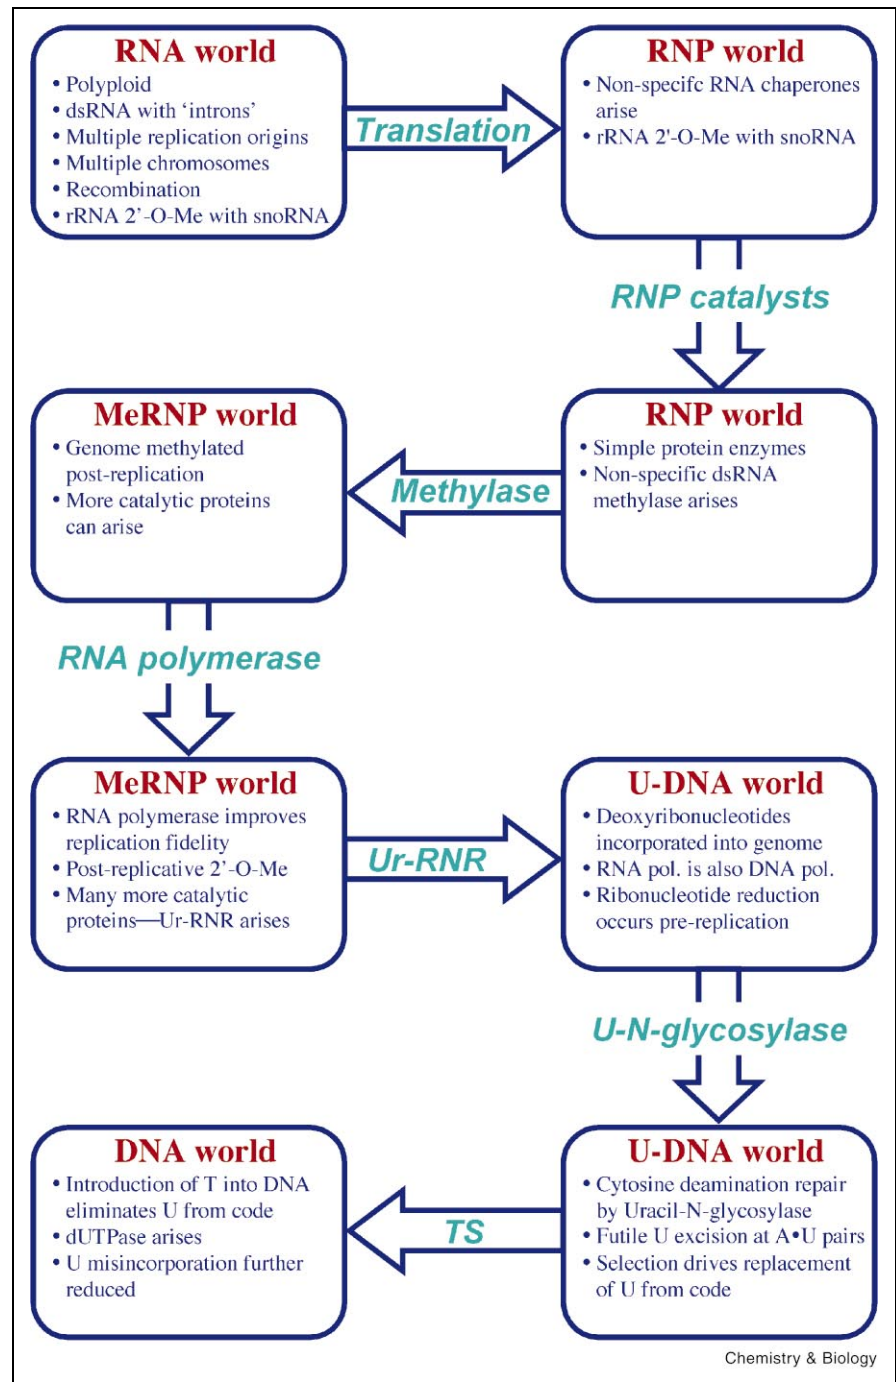 RNA world
• Polyploid
• dsRNA with ‘introns’
• Multiple replication origins
• Multiple chromosomes
• Recombination
• rRNA 2’-O-Me with snoRNA
Translation
RNP world
• Non-specifc RNA chaperones
arise
• rRNA 2'-O-Me with snoRNA
RNP catalysts
RNP world
• Simple protein enzymes
• Non-specific dsRNA
methylase arises
Methylase
MeRNP world
• Genome methylated
post-replication
• More catalytic proteins
can arise
RNA polymerase
MeRNP world
• RNA polymerase improves
replication fidelity
• Post-replicative 2’-O-Me
• Many more catalytic
proteins—Ur-RNR arises
Ur-RNR
U-DNA world
• Deoxyribonucleotides
incorporated into genome
• RNA pol. is also DNA pol.
• Ribonucleotide reduction
occurs pre-replication
U-N-glycosylase
U-DNA world
• Cytosine deamination repair
by Uracil-N-glycosylase
• Futile U excision at A•U pairs
• Selection drives replacement
of U from code
TS
DNA world
• Introduction of T into DNA
eliminates U from code
• dUTPase arises
• U misincorporation further
reduced
Chemistry & Biology